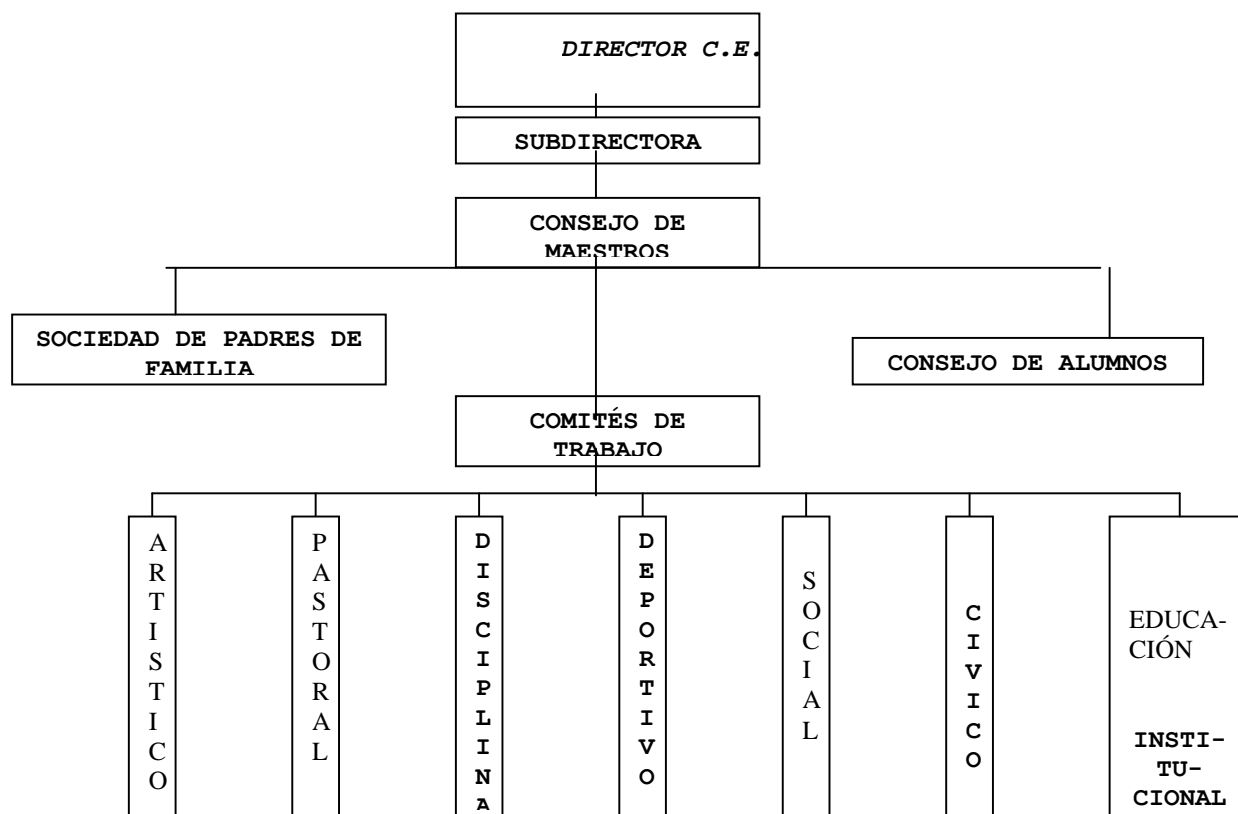 DIRECTOR C.E.
SUBDIRECTORA
CONSEJO DE
MAESTROS
SOCIEDAD DE PADRES DE
FAMILIA
CONSEJO DE ALUMNOS
COMITÉS DE
TRABAJO
ARTISTICO
PASTORAL
DISCIPLINA
DEPORTIVO
SOCIAL
CIVICO
EDUCA-
CIÓN
INSTI-
TU-
CIONAL